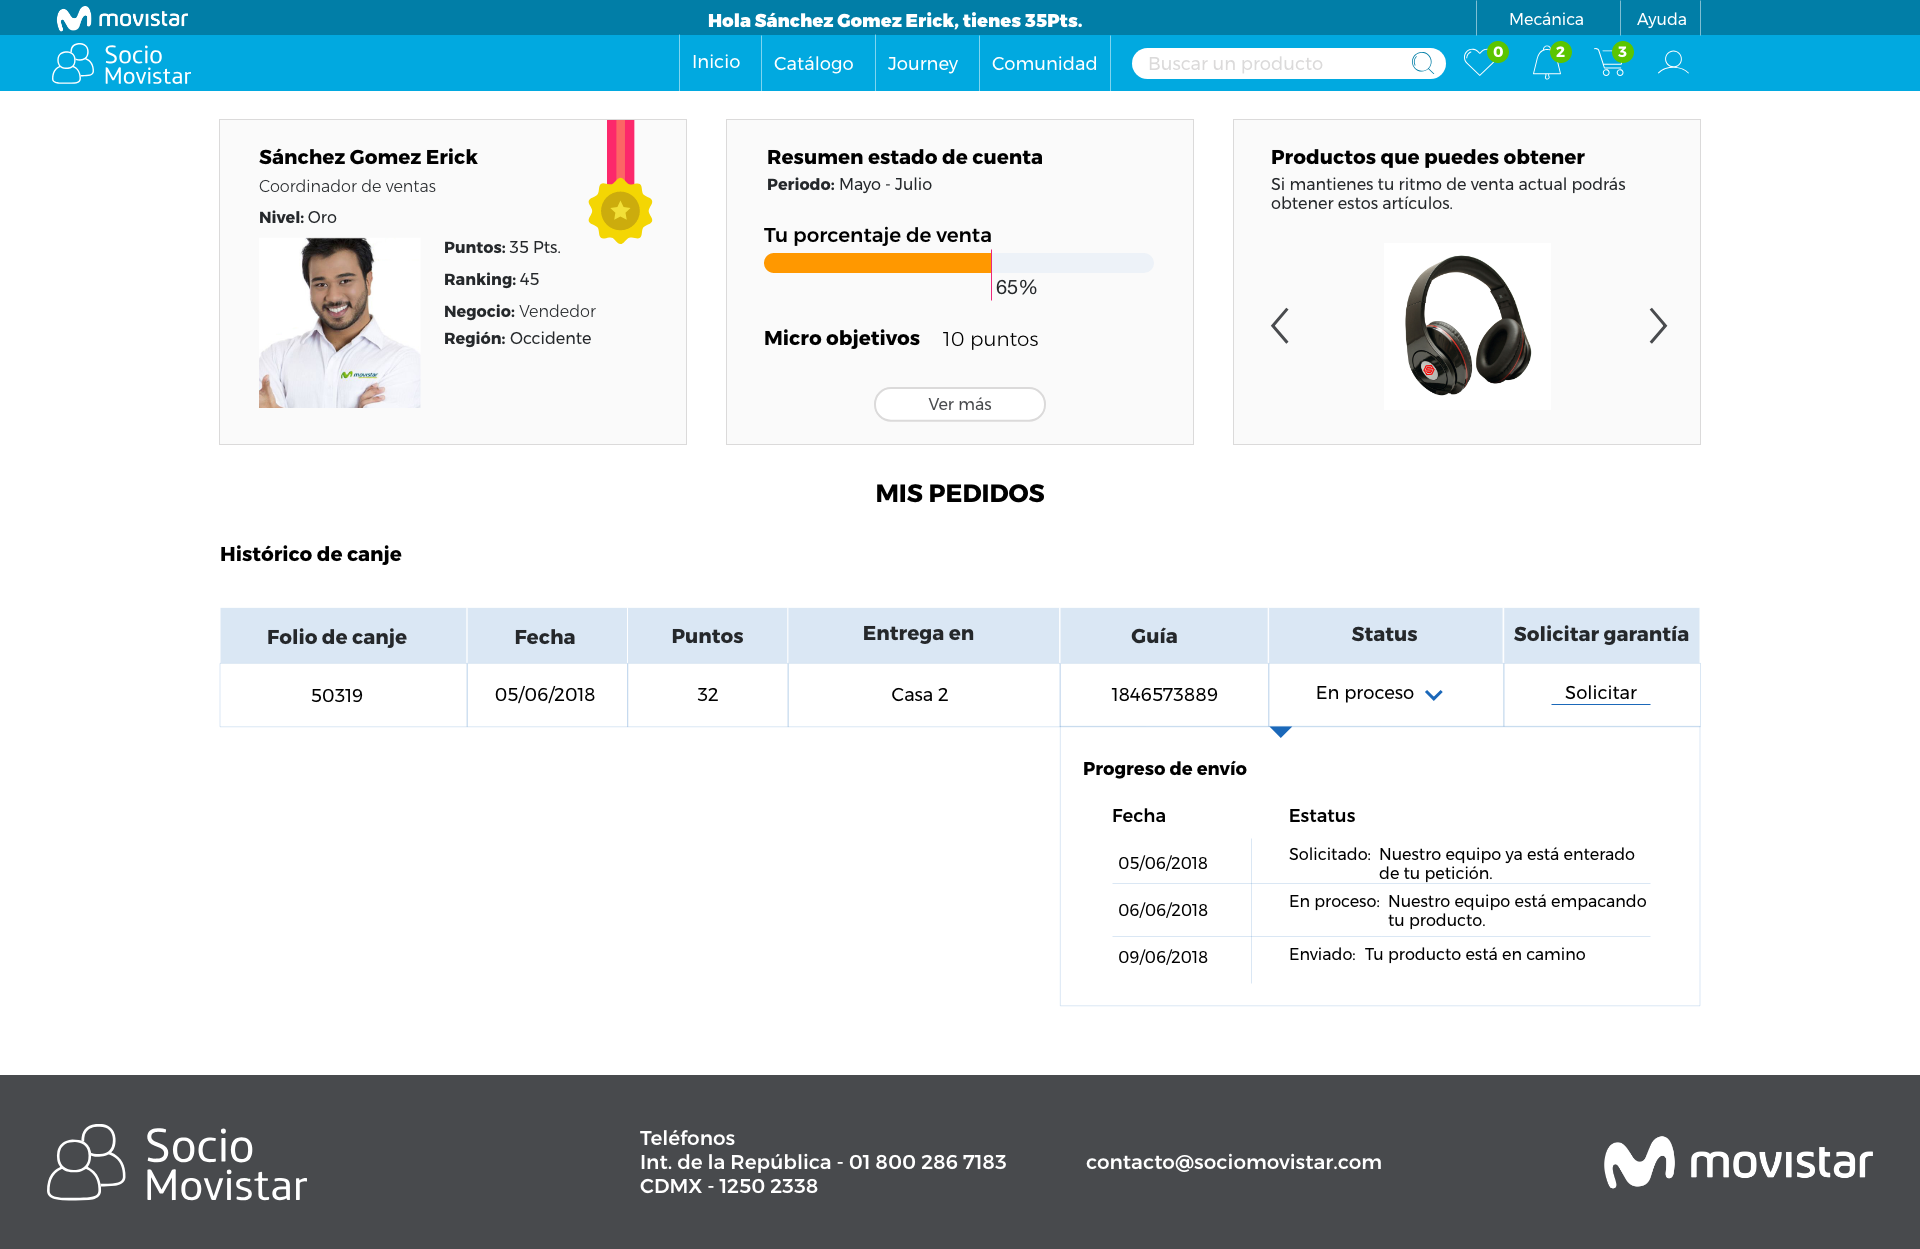 movistar
Hola Sánchez Gomez Erick, tienes 35Pts.
Mecánica
Ayuda
Socio
Movistar
Inicio
Catálogo
Journey
Comunidad
Buscar un producto
0
2
3
Sánchez Gomez Erick
Coordinador de ventas
Nivel: Oro
Puntos: 35 Pts.
Ranking: 45
Negocio: Vendedor
Región: Occidente
movistar
Resumen estado de cuenta
Periodo: Mayo - Julio
Tu porcentaje de venta
65%
Micro objetivos 10 puntos
Ver más
Productos que puedes obtener
Si mantienes tu ritmo de venta actual podrás
obtener estos artículos.
MIS PEDIDOS
Histórico de canje
Folio de canje Fecha Puntos Entrega en Guía Status Solicitar garantía
50319 05/06/2018 32 Casa 2 1846573889 En proceso Solicitar
Progreso de envío
Fecha Estatus
05/06/2018 Solicitado: Nuestro equipo ya está enterado
de tu petición.
06/06/2018 En proceso: Nuestro equipo está empacando
tu producto.
09/06/2018 Enviado: Tu producto está en camino
Socio
Movistar
Teléfonos
Int. de la República - 01 800 286 7183
CDMX - 1250 2338
contacto@sociomovistar.com
movistar